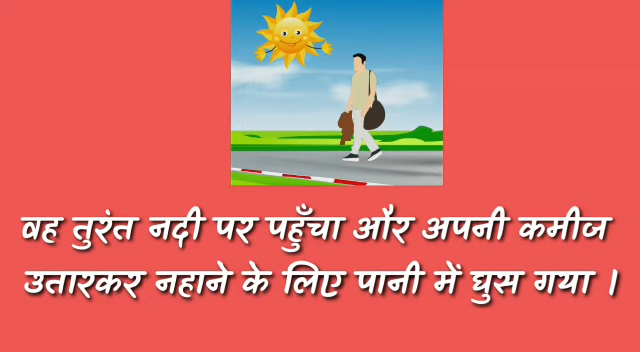 वह तुरंत नदी पर पहुँचा और अपनी कमीज
उतारकर नहाने के लिए पानी में घुस गया ।